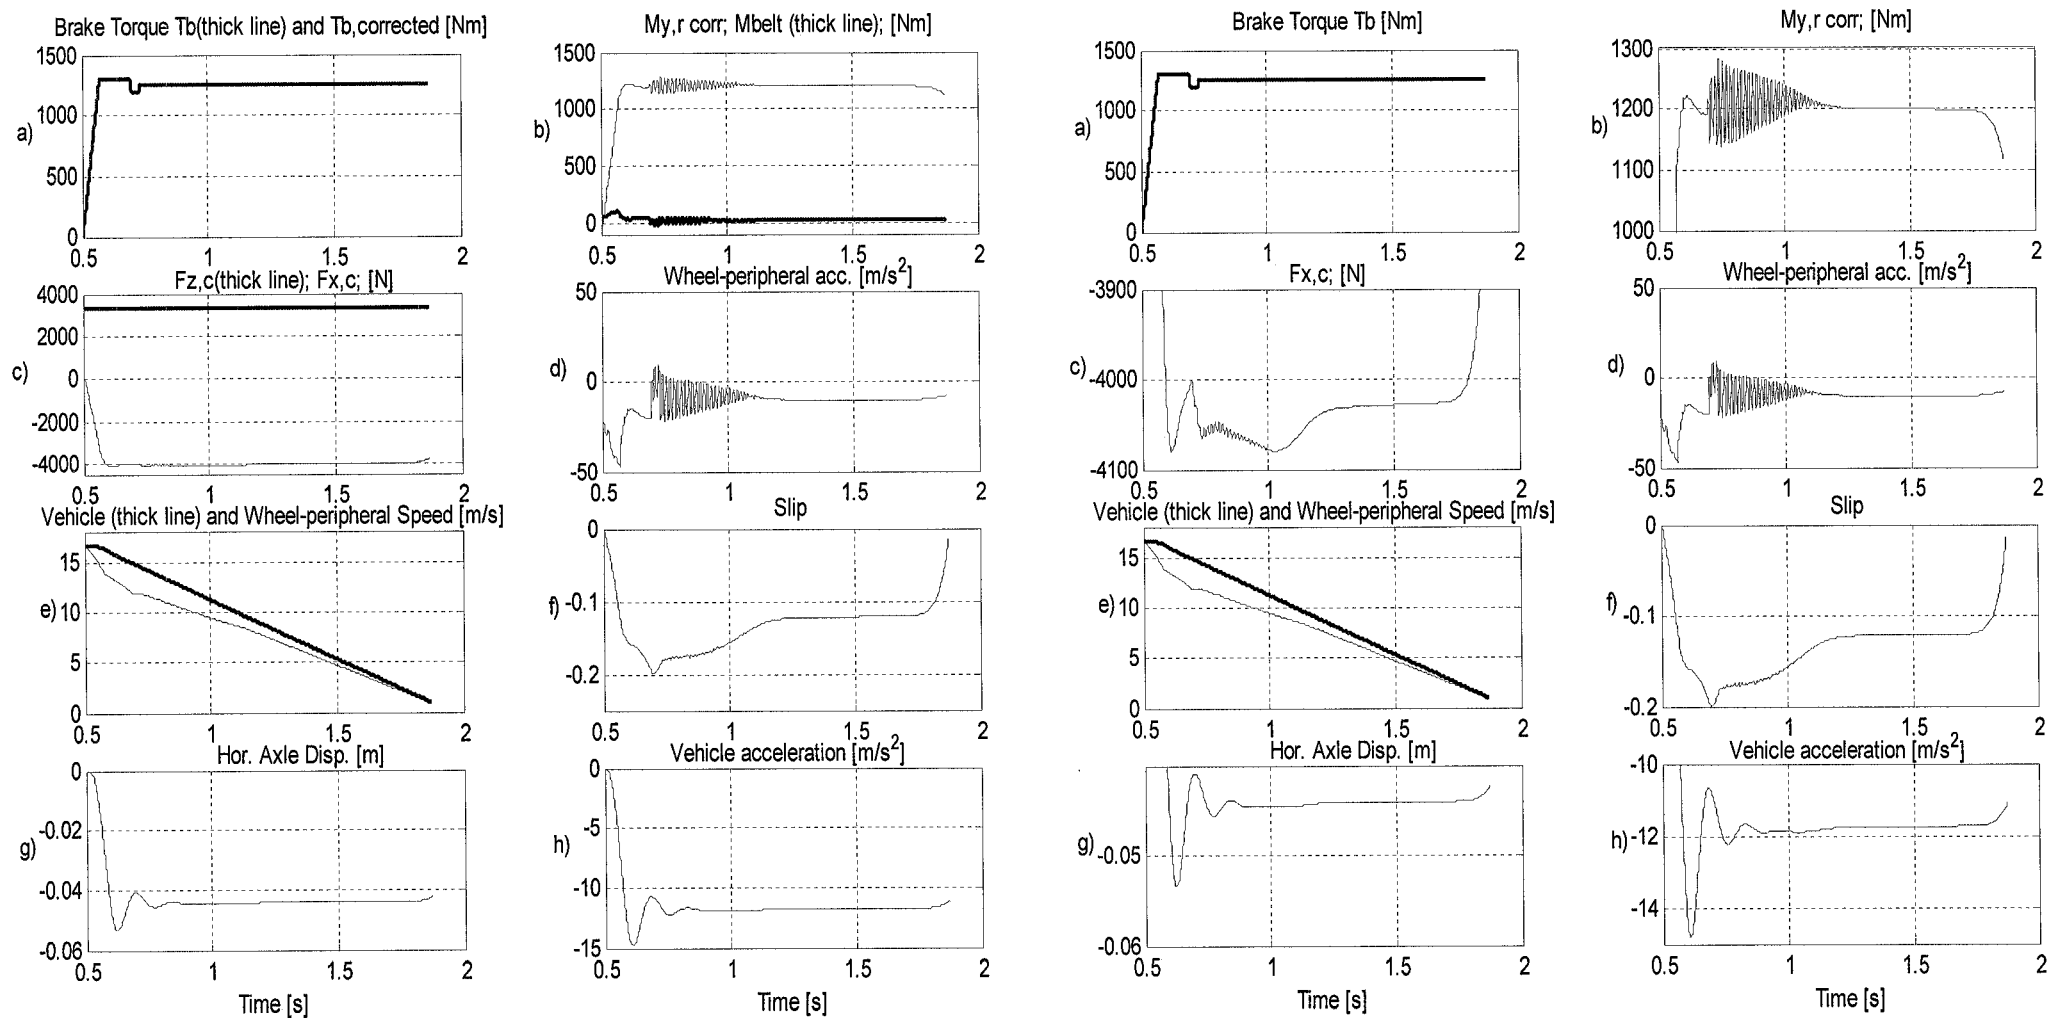 Brake Torque Tb(thick line) and Tb,corrected [Nm]
1500
1000
a)
500
0
0.5 1 1.5 2
My,r corr; Mbelt (thick line); [Nm]
1500
1000
b)
500
0
0.5 1 1.5 2
Brake Torque Tb [Nm]
1500
1000
a)
500
0
0.5 1 1.5 2
My,r corr; [Nm]
1300
1200
b)
1100
1000
0.5 1 1.5 2
Fz,c(thick line); Fx,c; [N]
4000
2000
c)
0
-2000
-4000
0.5 1 1.5 2
Wheel-peripheral acc. [m/s²]
50
d)
0
-50
0.5 1 1.5 2
Fx,c; [N]
-3900
c)
-4000
-4100
0.5 1 1.5 2
Wheel-peripheral acc. [m/s²]
50
d)
0
-50
0.5 1 1.5 2
Vehicle (thick line) and Wheel-peripheral Speed [m/s]
15
e)
10
5
0
0.5 1 1.5 2
Slip
0
f)
-0.1
-0.2
0.5 1 1.5 2
Vehicle (thick line) and Wheel-peripheral Speed [m/s]
15
e)
10
5
0
0.5 1 1.5 2
Slip
0
f)
-0.1
-0.2
0.5 1 1.5 2
Hor. Axle Disp. [m]
0
-0.02
g)
-0.04
-0.06
0.5 1 1.5 2
Time [s]
Vehicle acceleration [m/s²]
0
-5
h)
-10
-15
0.5 1 1.5 2
Time [s]
Hor. Axle Disp. [m]
g)
-0.05
-0.06
0.5 1 1.5 2
Time [s]
Vehicle acceleration [m/s²]
-10
h)
-12
-14
0.5 1 1.5 2
Time [s]